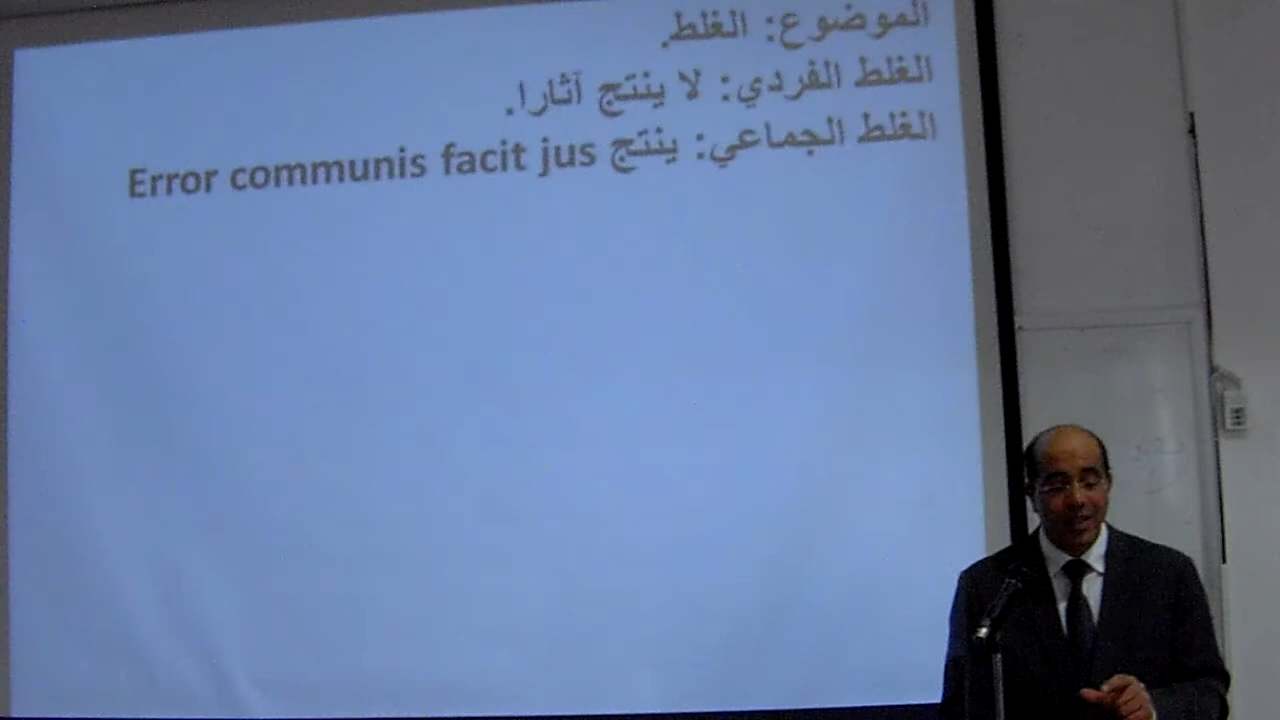 الموضوع: الغلط.
الغلط الفردي: لا ينتج آثارا.
الغلط الجماعي: ينتج Error communis facit jus